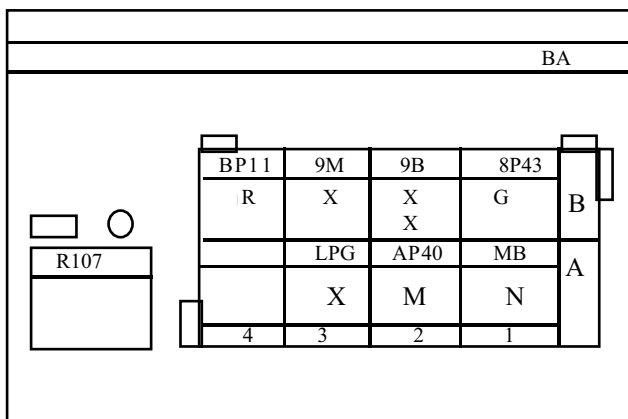 BA
BP11 9M 9B 8P43
R X X G B
X
R107 LPG AP40 MB A
X M N
4 3 2 1